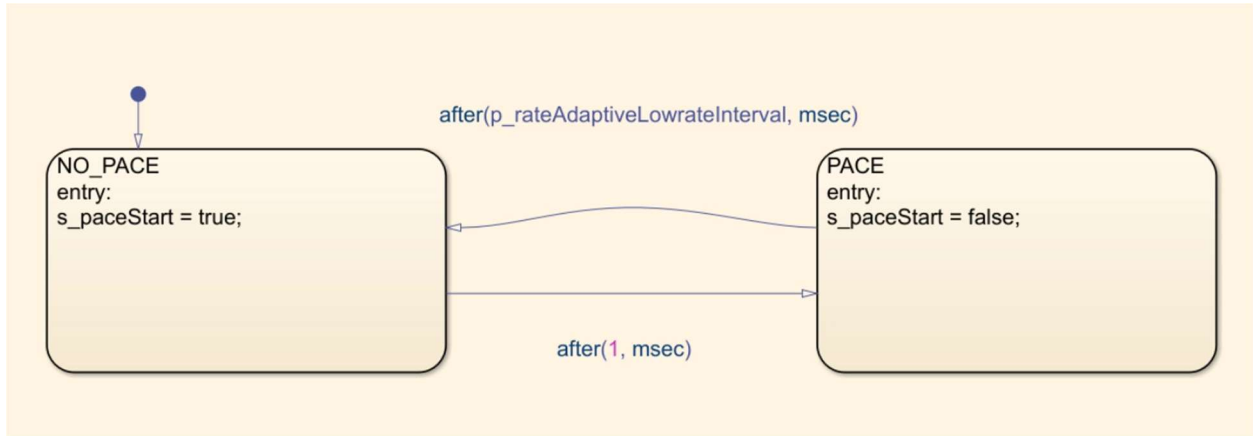 after(p_rateAdaptiveLowrateInterval, msec)
NO_PACE
entry:
s_paceStart = true;
PACE
entry:
s_paceStart = false;
after(1, msec)